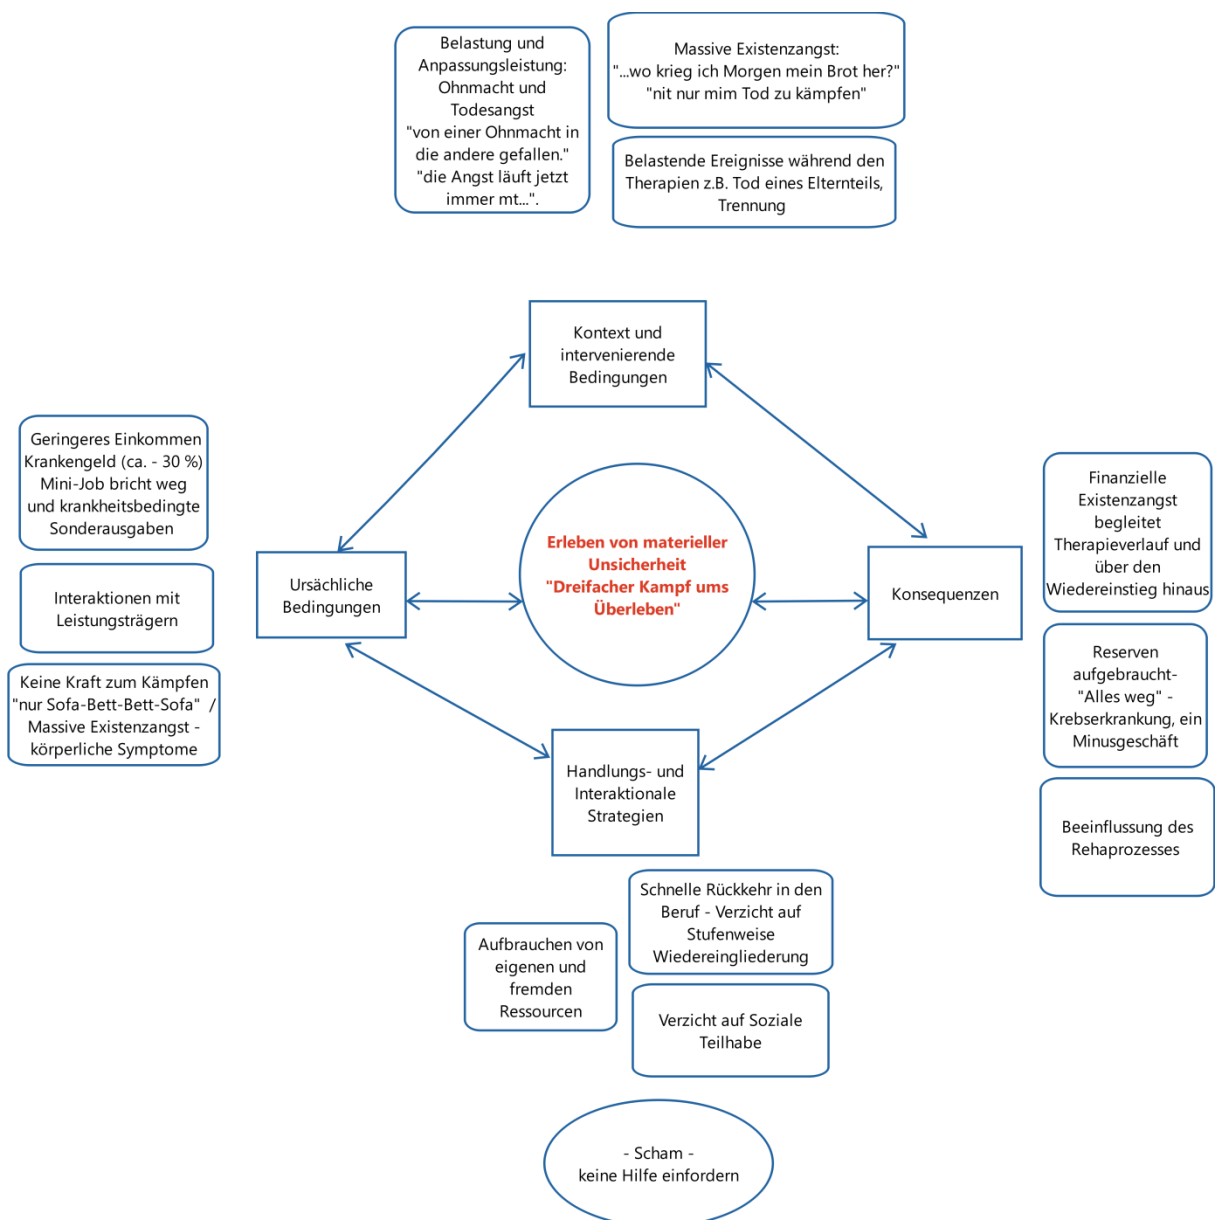 Belastung und
Anpassungsleistung:
Ohnmacht und
Todesangst
"von einer Ohnmacht in
die andere gefallen."
"die Angst läuft jetzt
immer mt...".
Massive Existenzangst:
"...wo krieg ich Morgen mein Brot her?"
"nit nur mim Tod zu kämpfen"
Belastende Ereignisse während den
Therapien z.B. Tod eines Elternteils,
Trennung
Kontext und
intervenierende
Bedingungen
Geringeres Einkommen
Krankengeld (ca. - 30 %)
Mini-Job bricht weg
und krankheitsbedingte
Sonderausgaben
Interaktionen mit
Leistungsträgern
Keine Kraft zum Kämpfen
"nur Sofa-Bett-Bett-Sofa" /
Massive Existenzangst -
körperliche Symptome
Ursächliche
Bedingungen
Erleben von materieller
Unsicherheit
"Dreifacher Kampf ums
Überleben"
Konsequenzen
Finanzielle
Existenzangst
begleitet
Therapieverlauf und
über den
Wiedereinstieg hinaus
Reserven
aufgebraucht-
"Alles weg" -
Krebserkrankung, ein
Minusgeschäft
Beeinflussung des
Rehaprozesses
Handlungs- und
Interaktionale
Strategien
Aufbrauchen von
eigenen und
fremden
Ressourcen
Schnelle Rückkehr in den
Beruf - Verzicht auf
Stufenweise
Wiedereingliederung
Verzicht auf Soziale
Teilhabe
- Scham -
keine Hilfe einfordern